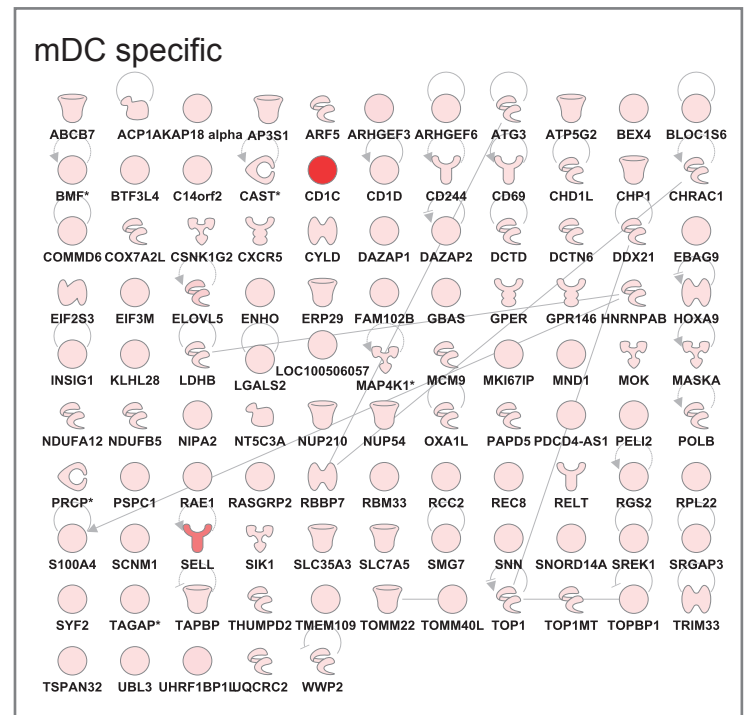 mDC specific
ABCB7 ACP1AKAP18 alpha AP3S1 ARF5 ARHGEF3 ARHGEF6 ATG3 ATP5G2 BEX4 BLOC1S6
BMF* BTF3L4 C14orf2 CAST* CD1C CD1D CD244 CD69 CHD1L CHP1 CHRAC1
COMMD6 COX7A2L CSNK1G2 CXCR5 CYLD DAZAP1 DAZAP2 DCTD DCTN6 DDX21 EBAG9
EIF2S3 EIF3M ELOVL5 ENHO ERP29 FAM102B GBAS GPER GPR146 HNRNPAB HOXA9
INSIG1 KLHL28 LDHB LGALS2 LOC100506057 MAP4K1* MCM9 MKI67IP MND1 MOK MASKA
NDUFA12 NDUFB5 NIPA2 NT5C3A NUP210 NUP54 OXA1L PAPD5 PDCD4-AS1 PELI2 POLB
PRCP* PSPC1 RAE1 RASGRP2 RBBP7 RBM33 RCC2 REC8 RELT RGS2 RPL22
S100A4 SCNM1 SELL SIK1 SLC35A3 SLC7A5 SMG7 SNN SNORD14A SREK1 SRGAP3
SYF2 TAGAP* TAPBP THUMPD2 TMEM109 TOMM22 TOMM40L TOP1 TOP1MT TOPBP1 TRIM33
TSPAN32 UBL3 UHRF1BP1L UQCRC2 WWP2